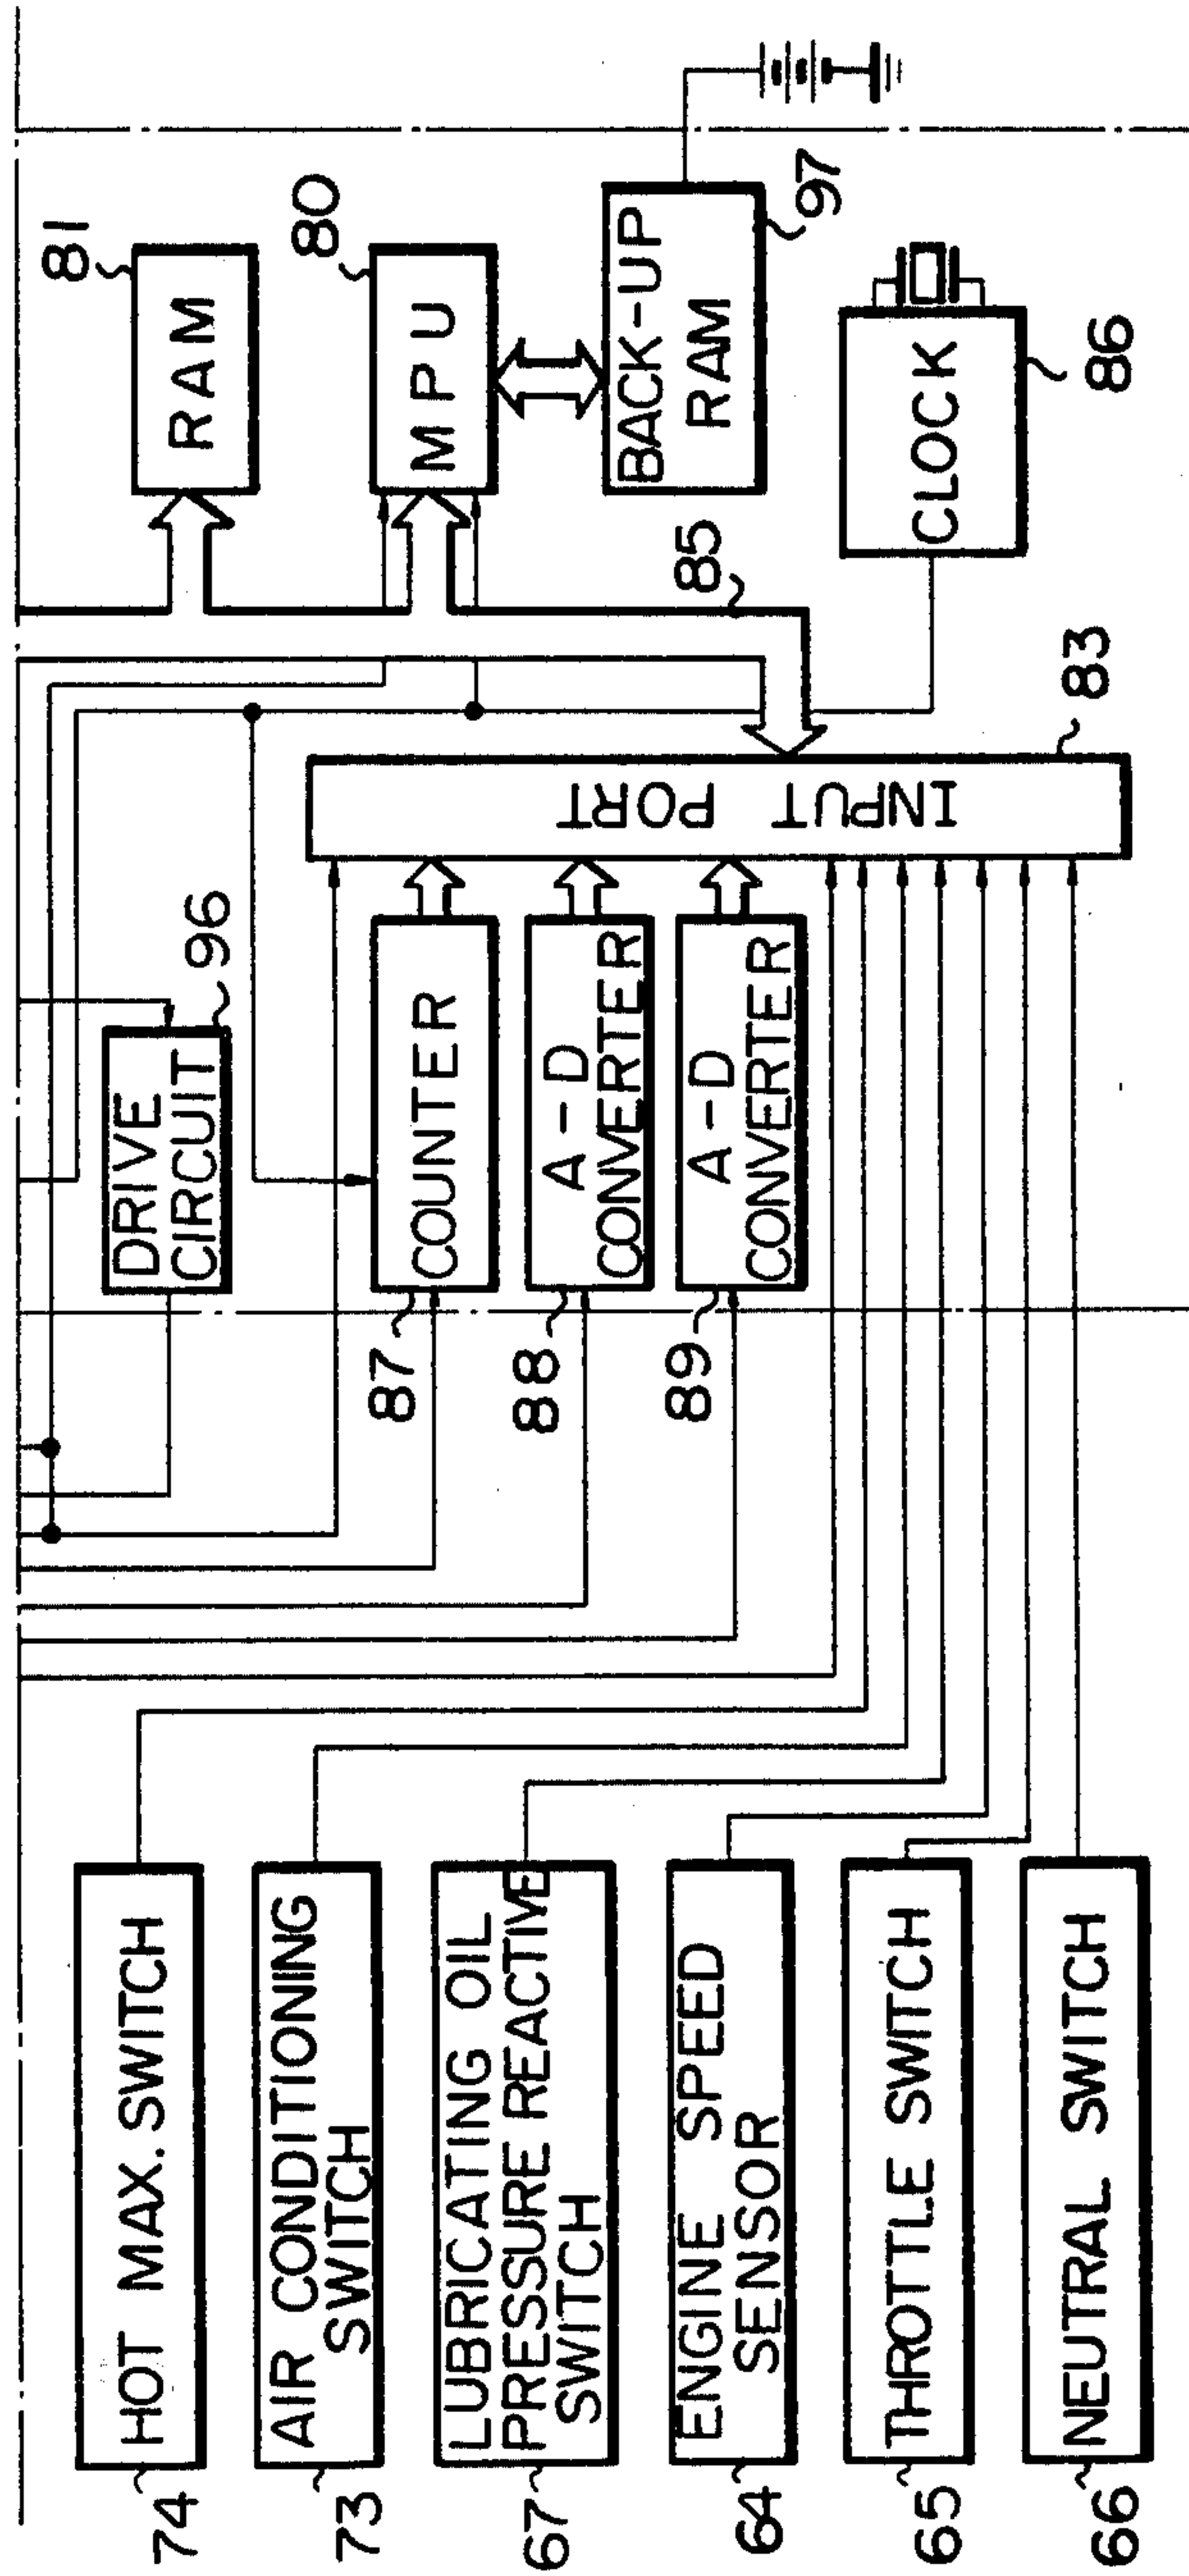 81
RAM
80
MPU
BACK-UP
RAM
97
CLOCK
86
85
83
INPUT PORT
96
DRIVE
CIRCUIT
87
COUNTER
88
A-D
CONVERTER
89
A-D
CONVERTER
74
HOT MAX. SWITCH
73
AIR CONDITIONING
SWITCH
67
LUBRICATING OIL
PRESSURE REACTIVE
SWITCH
64
ENGINE SPEED
SENSOR
65
THROTTLE SWITCH
66
NEUTRAL SWITCH